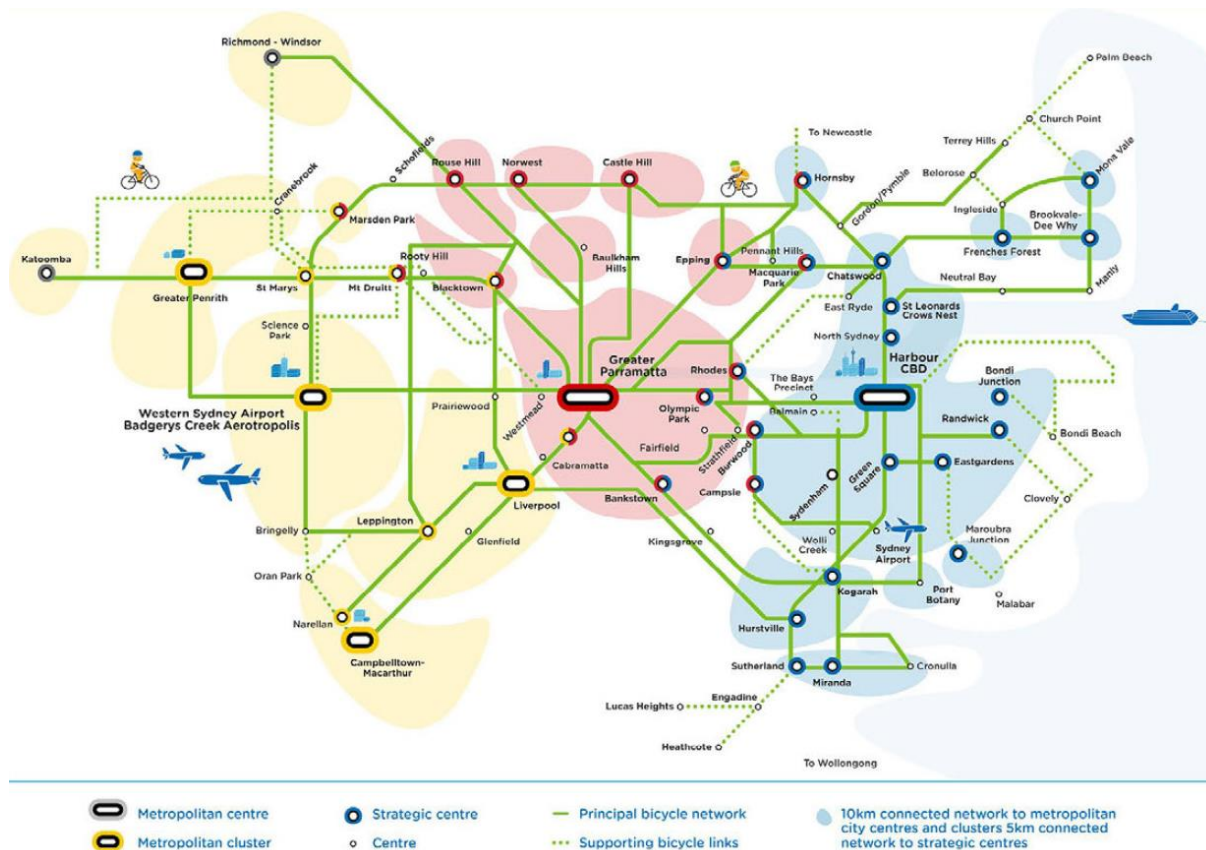 Richmond - Windsor
Palm Beach
Church Point
To Newcastle
Terrey Hills
Mona Vale
Schofields
Rouse Hill
Norwest
Castle Hill
Hornsby
Belorose
Cranebrook
Marsden Park
Gordon/Pymble
Ingleside
Brookvale-
Dee Why
Katoomba
Rooty Hill
Baulkham
Hills
Epping
Pennant Hills
Macquarie
Park
Chatswood
Frenches Forest
Greater Penrith
St Marys
Mt Druitt
Blacktown
Neutral Bay
Manly
East Ryde
St Leonards
Crows Nest
Science
Park
North Sydney
Greater
Parramatta
Harbour
CBD
Rhodes
The Bays
Precinct
Bondi
Junction
Western Sydney Airport
Badgerys Creek Aerotropolis
Prairiewood
Westmead
Olympic
Park
Balmain
Randwick
Fairfield
Strathfield
Burwood
Bondi Beach
Cabramatta
Green
Square
Eastgardens
Liverpool
Bankstown
Campsie
Sydenham
Clovely
Bringelly
Leppington
Glenfield
Kingsgrove
Wolli
Creek
Sydney
Airport
Maroubra
Junction
Oran Park
Kogarah
Port
Botany
Malabar
Narellan
Hurstville
Campbelltown-
Macarthur
Sutherland
Miranda
Cronulla
Engadine
Lucas Heights
Heathcote
To Wollongong
Metropolitan centre
Strategic centre
Principal bicycle network
10km connected network to metropolitan
city centres and clusters 5km connected
network to strategic centres
Metropolitan cluster
Centre
Supporting bicycle links